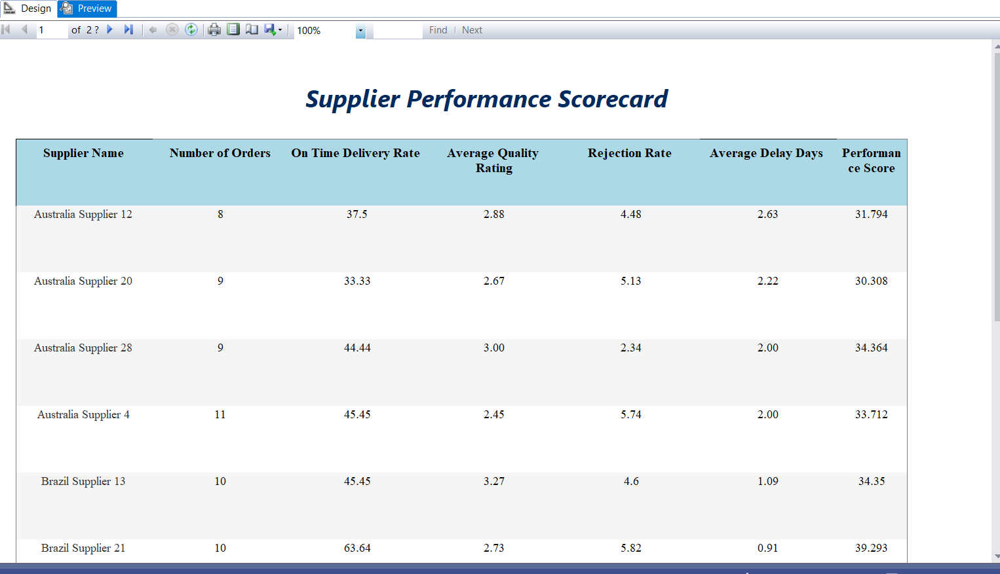 Design Preview
1 of 2 ? 100% Find Next
Supplier Performance Scorecard
Supplier Name Number of Orders On Time Delivery Rate Average Quality Rejection Rate Average Delay Days Performan
Rating ce Score
Australia Supplier 12 8 37.5 2.88 4.48 2.63 31.794
Australia Supplier 20 9 33.33 2.67 5.13 2.22 30.308
Australia Supplier 28 9 44.44 3.00 2.34 2.00 34.364
Australia Supplier 4 11 45.45 2.45 5.74 2.00 33.712
Brazil Supplier 13 10 45.45 3.27 4.6 1.09 34.35
Brazil Supplier 21 10 63.64 2.73 5.82 0.91 39.293